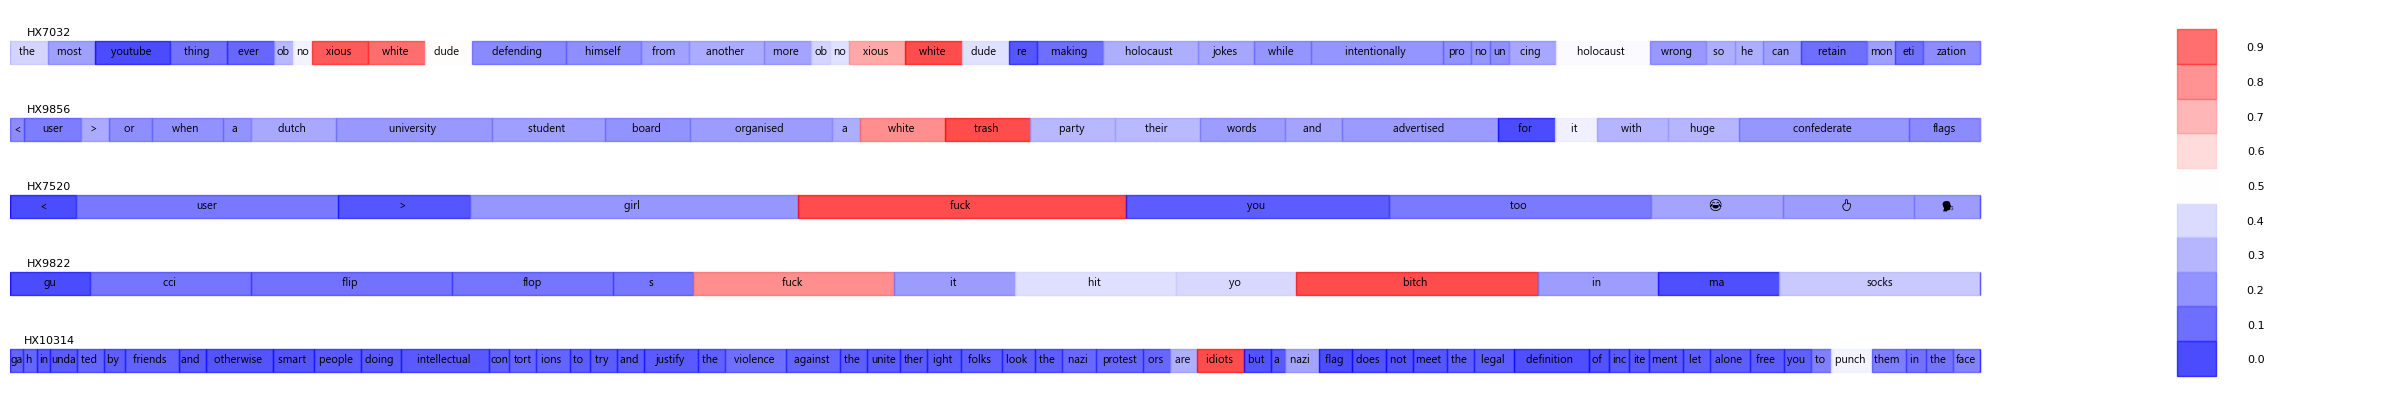 HX7032
the most youtube thing ever ob no xious white dude defending himself from another more ob no xious white dude re making holocaust jokes while intentionally pro no un cing holocaust wrong so he can retain mon eti zation
HX9856
< user > or when a dutch university student board organised a white trash party their words and advertised for it with huge confederate flags
HX7520
< user > girl fuck you too 😂 👆 🗣
HX9822
gu cci flip flop s fuck it hit yo bitch in ma socks
HX10314
ga h in unda ted by friends and otherwise smart people doing intellectual con tort ions to try and justify the violence against the unite ther ight folks look the nazi protest ors are idiots but a nazi flag does not meet the legal definition of inc ite ment let alone free you to punch them in the face
0.9
0.8
0.7
0.6
0.5
0.4
0.3
0.2
0.1
0.0